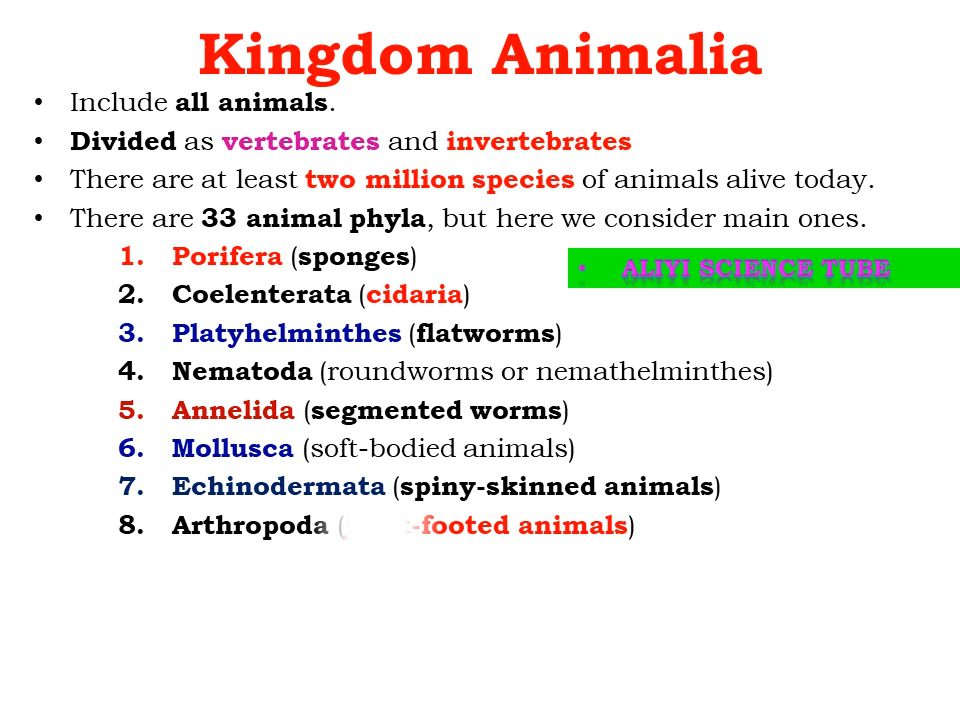 Kingdom Animalia
• Include all animals.
• Divided as vertebrates and invertebrates
• There are at least two million species of animals alive today.
• There are 33 animal phyla, but here we consider main ones.
1. Porifera (sponges)
• ALIYI SCIENCE TUBE
2. Coelenterata (cidaria)
3. Platyhelminthes (flatworms)
4. Nematoda (roundworms or nemathelminthes)
5. Annelida (segmented worms)
6. Mollusca (soft-bodied animals)
7. Echinodermata (spiny-skinned animals)
8. Arthropoda (-footed animals)